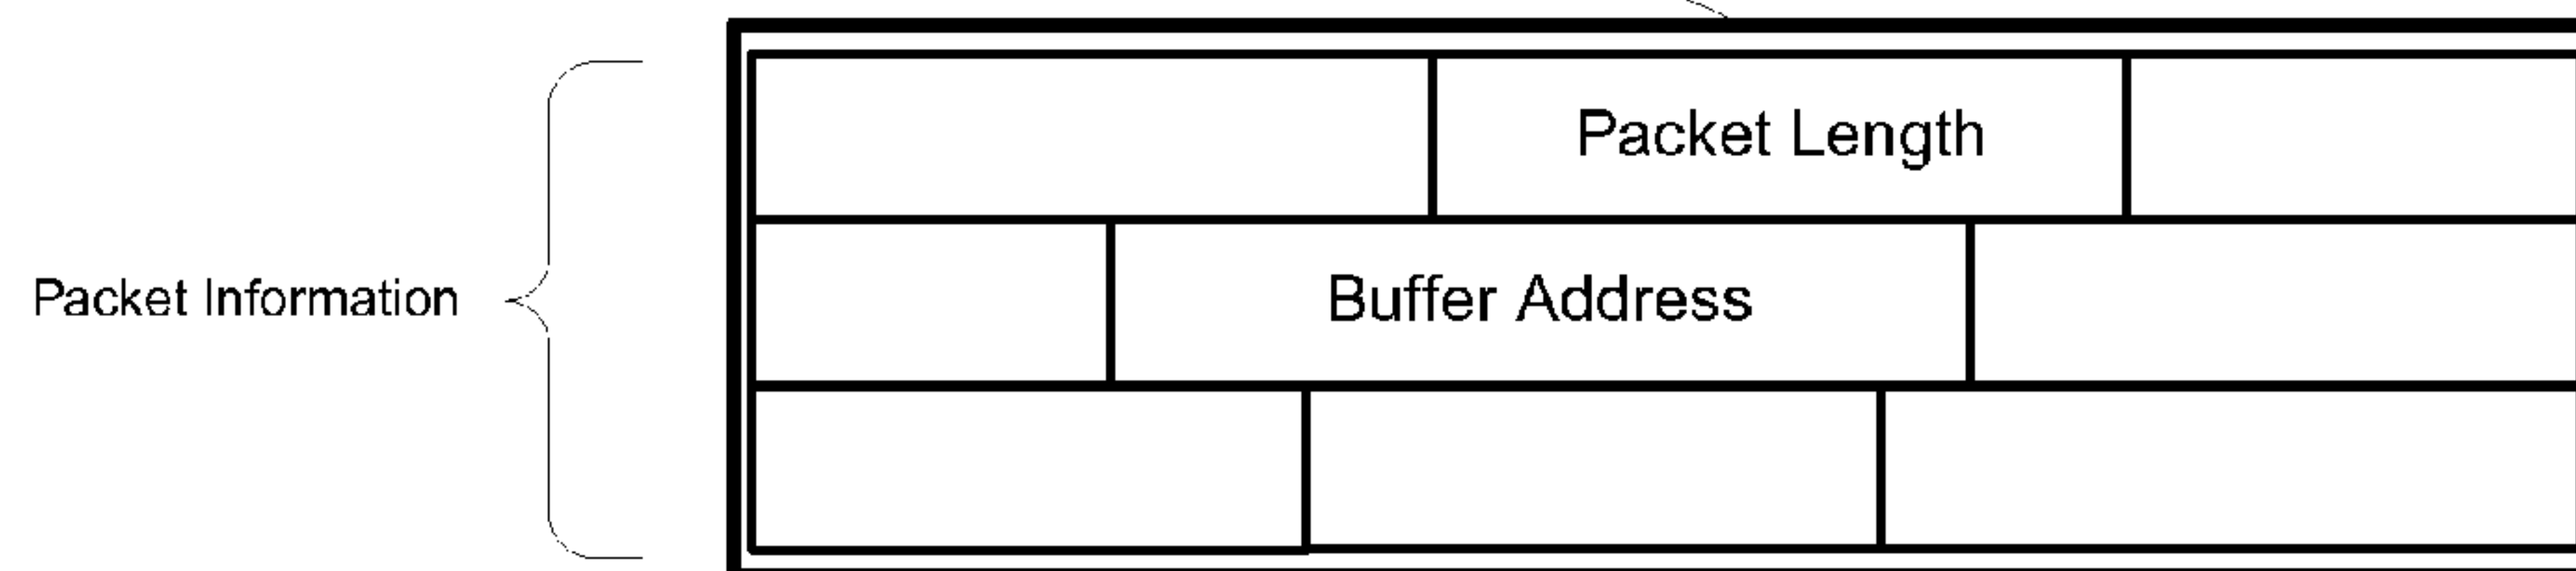 Packet Length
Packet Information
Buffer Address